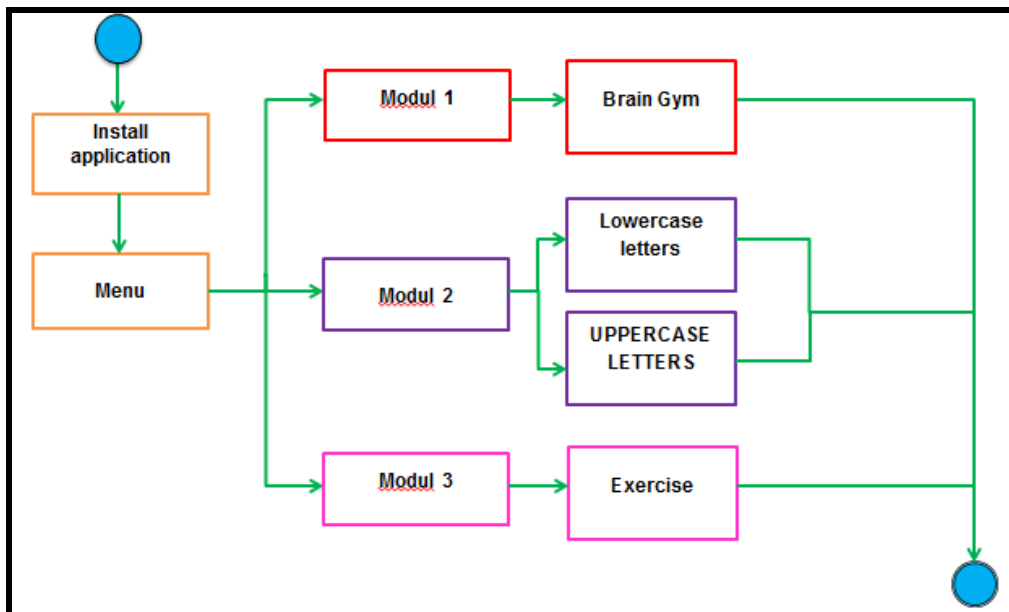 Install
application
Menu
Modul 1
Brain Gym
Modul 2
Lowercase
letters
UPPERCASE
LETTERS
Modul 3
Exercise